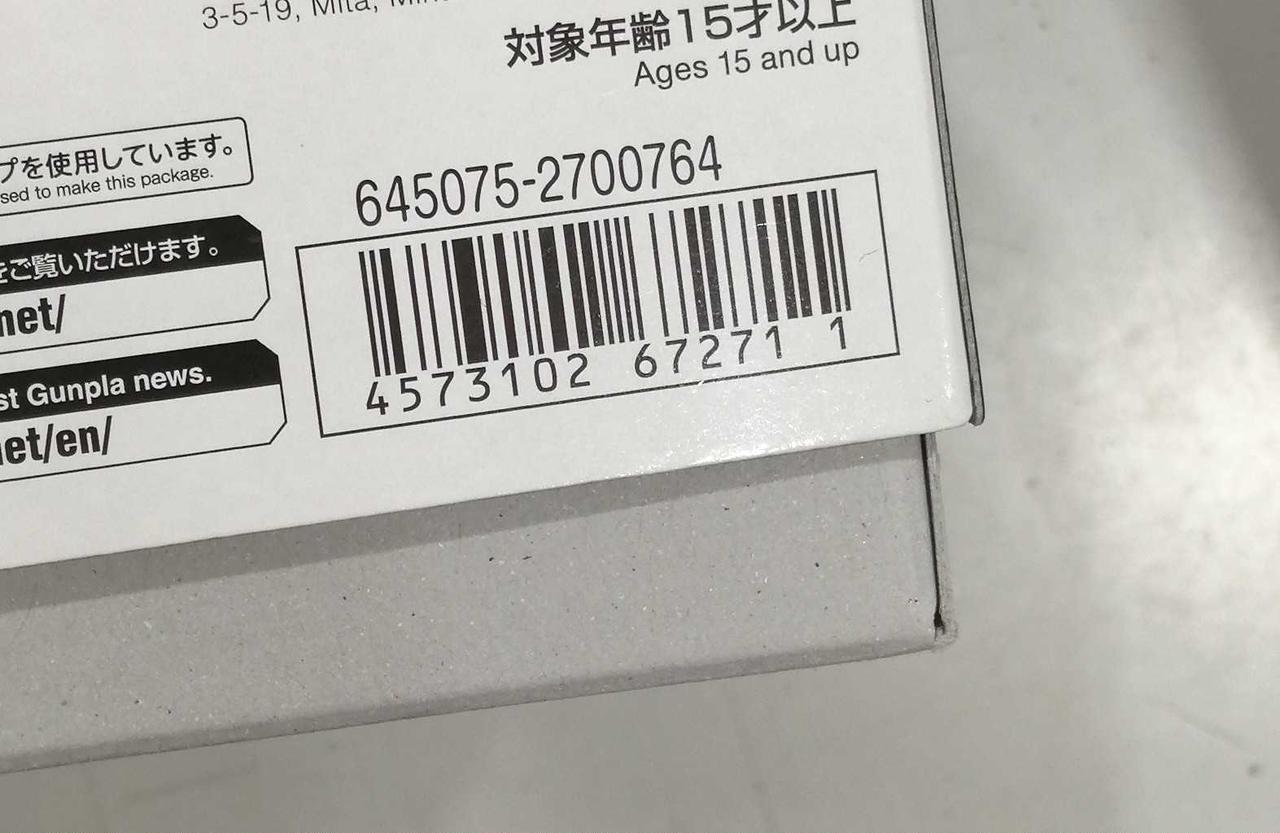 3-5-19, Mita,
対象年齢15才以上
Ages 15 and up
プを使用しています。
sed to make this package.
645075-2700764
をご覧いただけます。
net/
4573102 67271 1
st Gunpla news.
net/en/